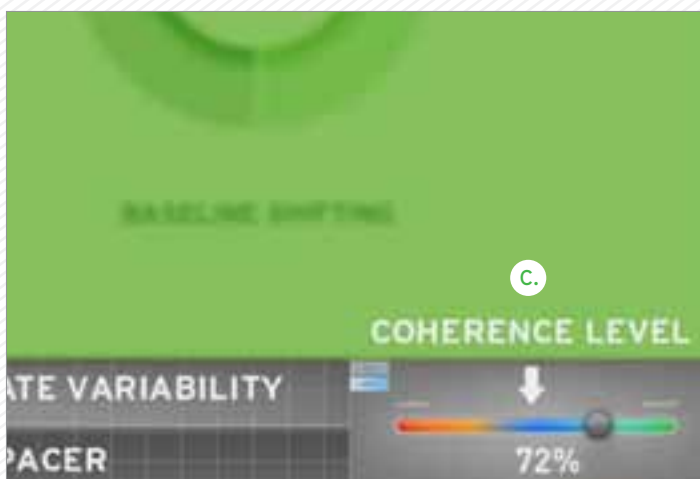 BASELINE SHIFTING
C.
COHERENCE LEVEL
ATE VARIABILITY
PACER
72%